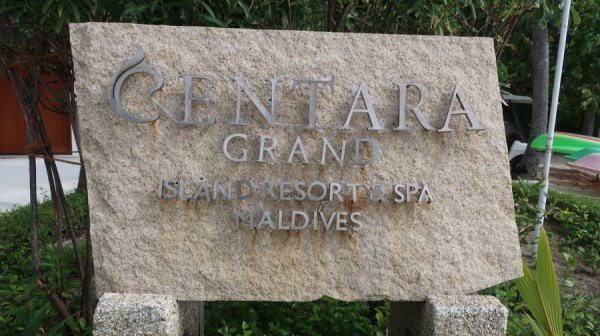 CENTARA
GRAND
ISLAND RESORT & SPA
MALDIVES